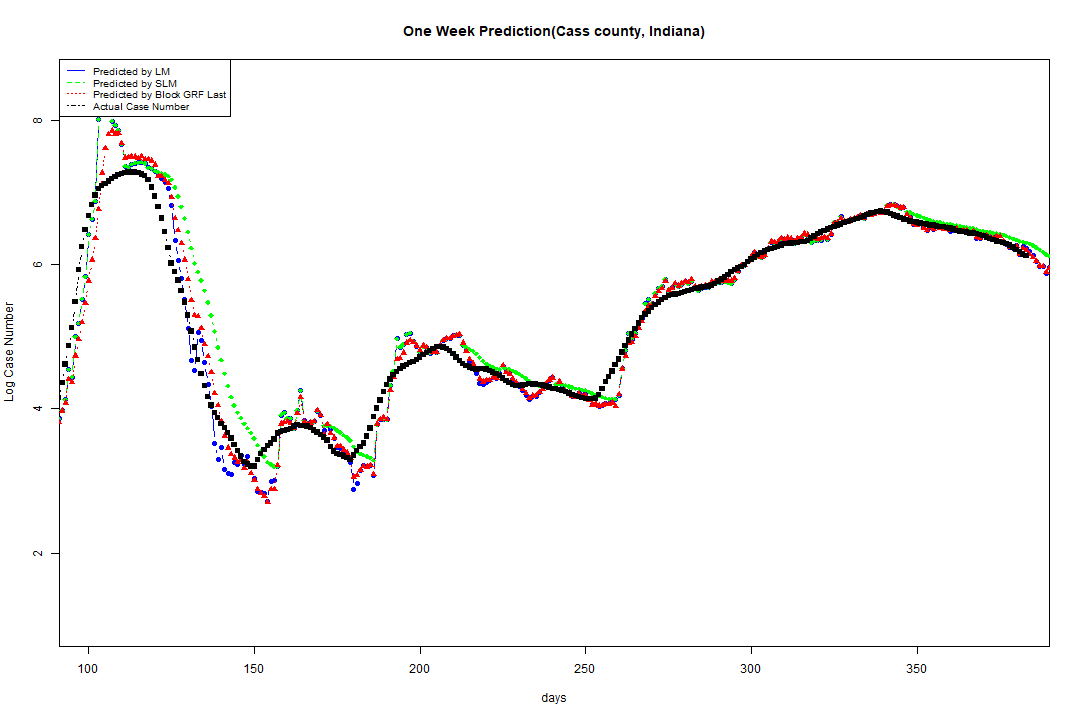 One Week Prediction(Cass county, Indiana)
Predicted by LM
Predicted by SLM
Predicted by Block GRF Last
Actual Case Number
8
6
4
2
Log Case Number
100 150 200 250 300 350
days